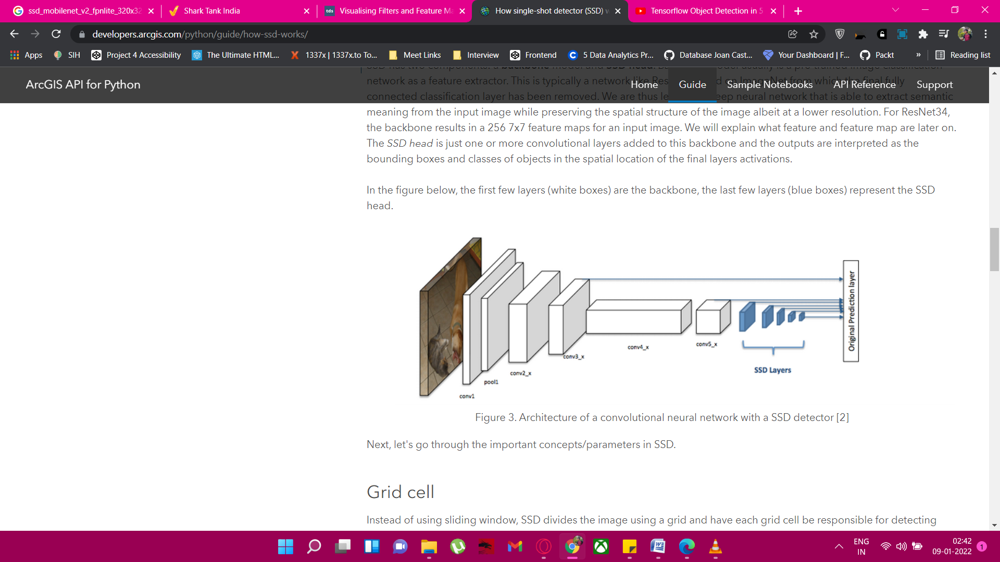 ssd_mobilenet_v2_fpnlite_320x32
Shark Tank India
tds Visualising Filters and Feature Ma
How single-shot detector (SSD) w
Tensorflow Object Detection in 5
developers.arcgis.com/python/guide/how-ssd-works/
Apps
SIH
Project 4 Accessibility
The Ultimate HTML...
1337x | 1337x.to To...
Meet Links
Interview
Frontend
5 Data Analytics Pr...
Database Joan Cast...
Your Dashboard | F...
Packt
»
Reading list
ArcGIS API for Python
Home
Guide
Sample Notebooks
API Reference
Support
network as a feature extractor. This is typically a network like Res
on ImageNet from which the final fully
connected classification layer has been removed. We are thus le
eep neural network that is able to extract semantic
meaning from the input image while preserving the spatial structure of the image albeit at a lower resolution. For ResNet34,
the backbone results in a 256 7x7 feature maps for an input image. We will explain what feature and feature map are later on.
The SSD head is just one or more convolutional layers added to this backbone and the outputs are interpreted as the
bounding boxes and classes of objects in the spatial location of the final layers activations.
In the figure below, the first few layers (white boxes) are the backbone, the last few layers (blue boxes) represent the SSD
head.
conv1
pool1
conv2_x
conv3_x
conv4_x
conv5_x
SSD Layers
Original Prediction layer
Figure 3. Architecture of a convolutional neural network with a SSD detector [2]
Next, let's go through the important concepts/parameters in SSD.
Grid cell
Instead of using sliding window, SSD divides the image using a grid and have each grid cell be responsible for detecting
ENG
IN
02:42
09-01-2022
1